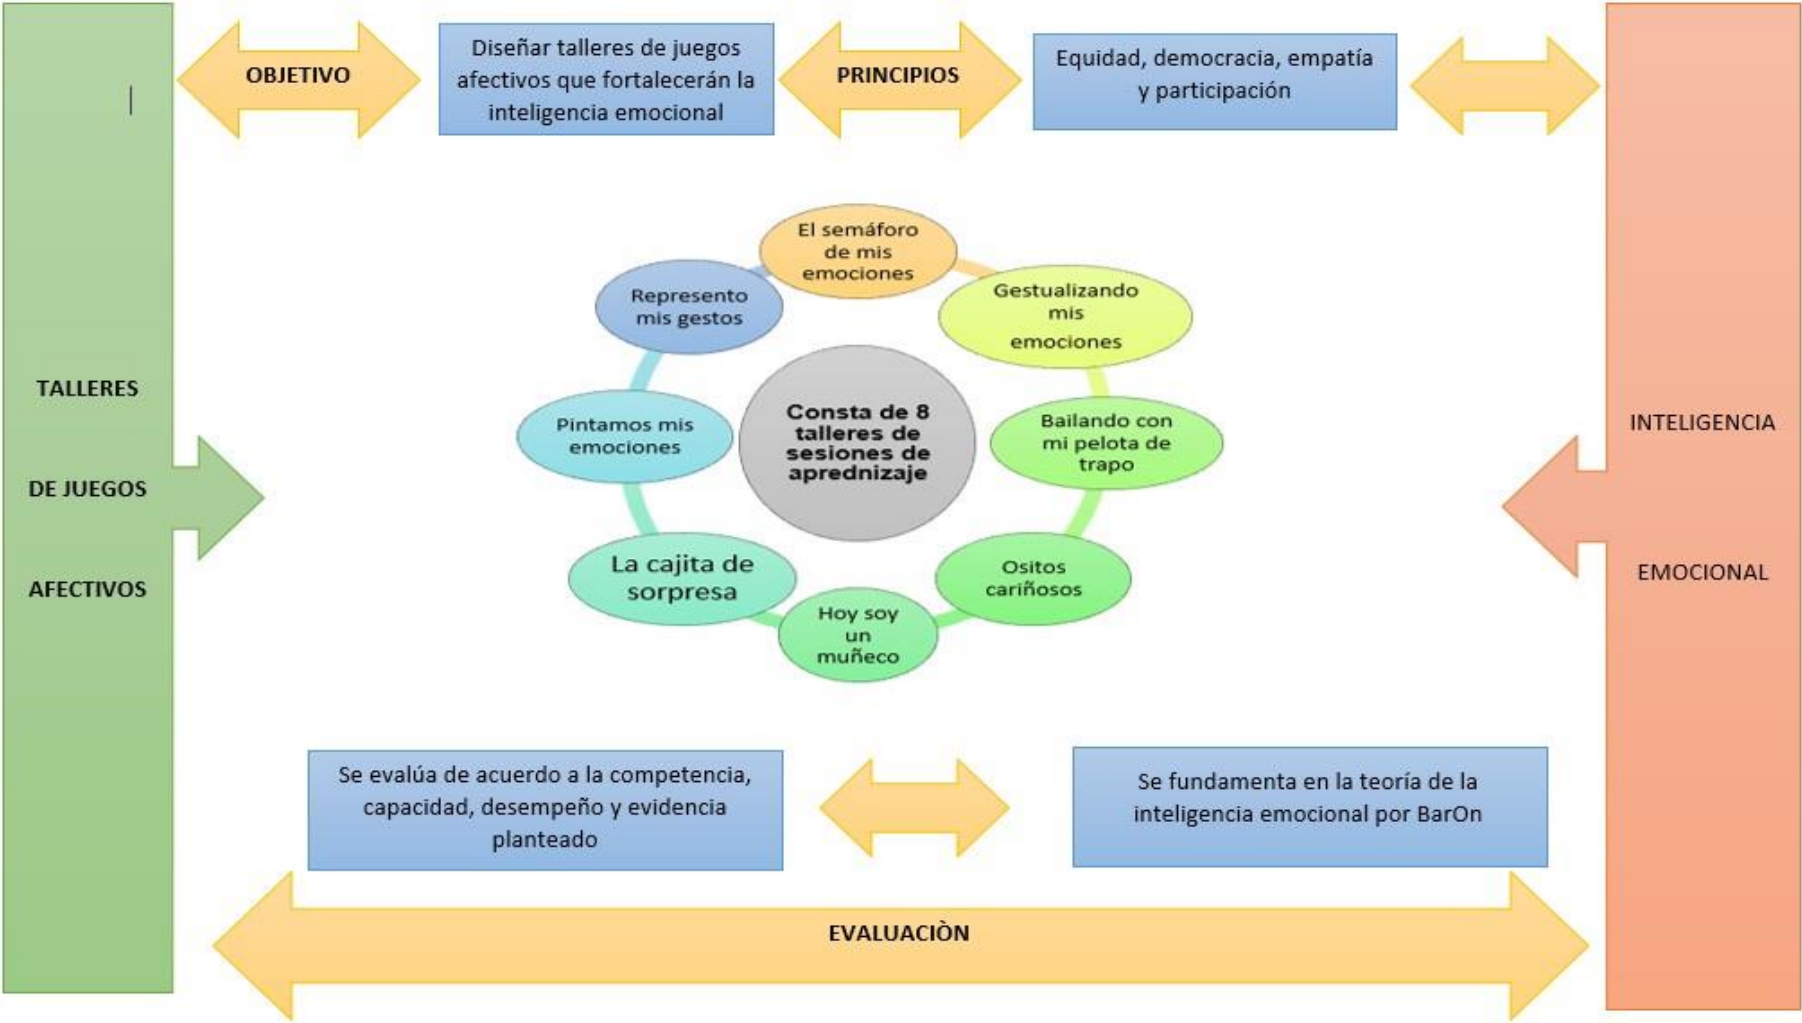 TALLERES
DE JUEGOS
AFECTIVOS
OBJETIVO
Diseñar talleres de juegos
afectivos que fortalecerán la
inteligencia emocional
PRINCIPIOS
Equidad, democracia, empatía
y participación
El semáforo
de mis
emociones
Gestualizando
mis
emociones
Bailando con
mi pelota de
trapo
Ositos
cariñosos
Hoy soy
un
muñeco
La cajita de
sorpresa
Pintamos mis
emociones
Represento
mis gestos
Consta de 8
talleres de
sesiones de
aprednizaje
INTELIGENCIA
EMOCIONAL
Se evalúa de acuerdo a la competencia,
capacidad, desempeño y evidencia
planteado
Se fundamenta en la teoría de la
inteligencia emocional por BarOn
EVALUACIÒN